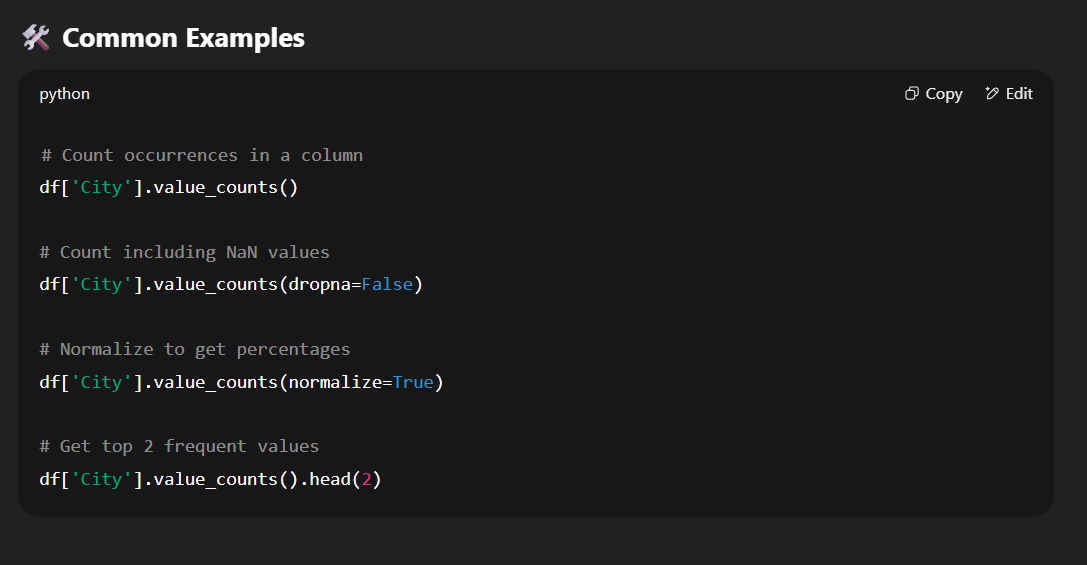 🛠 Common Examples
python
Copy
Edit
# Count occurrences in a column
df['City'].value_counts()
# Count including NaN values
df['City'].value_counts(dropna=False)
# Normalize to get percentages
df['City'].value_counts(normalize=True)
# Get top 2 frequent values
df['City'].value_counts().head(2)